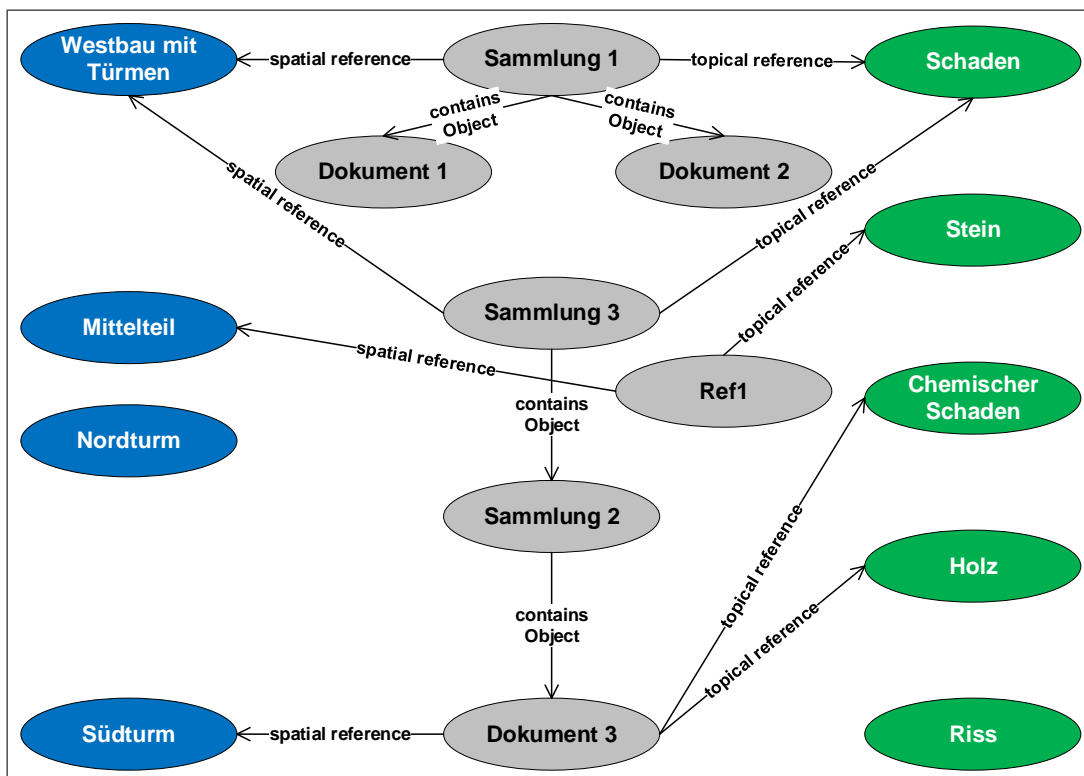 Westbau mit
Türmen
spatial reference
Sammlung 1
topical reference
Schaden
contains
Object
contains
Object
Dokument 1
Dokument 2
spatial reference
topical reference
Stein
Sammlung 3
topical reference
Mittelteil
spatial reference
Ref1
Chemischer
Schaden
contains
Object
Nordturm
Sammlung 2
topical reference
Holz
contains
Object
topical reference
Südturm
spatial reference
Dokument 3
Riss